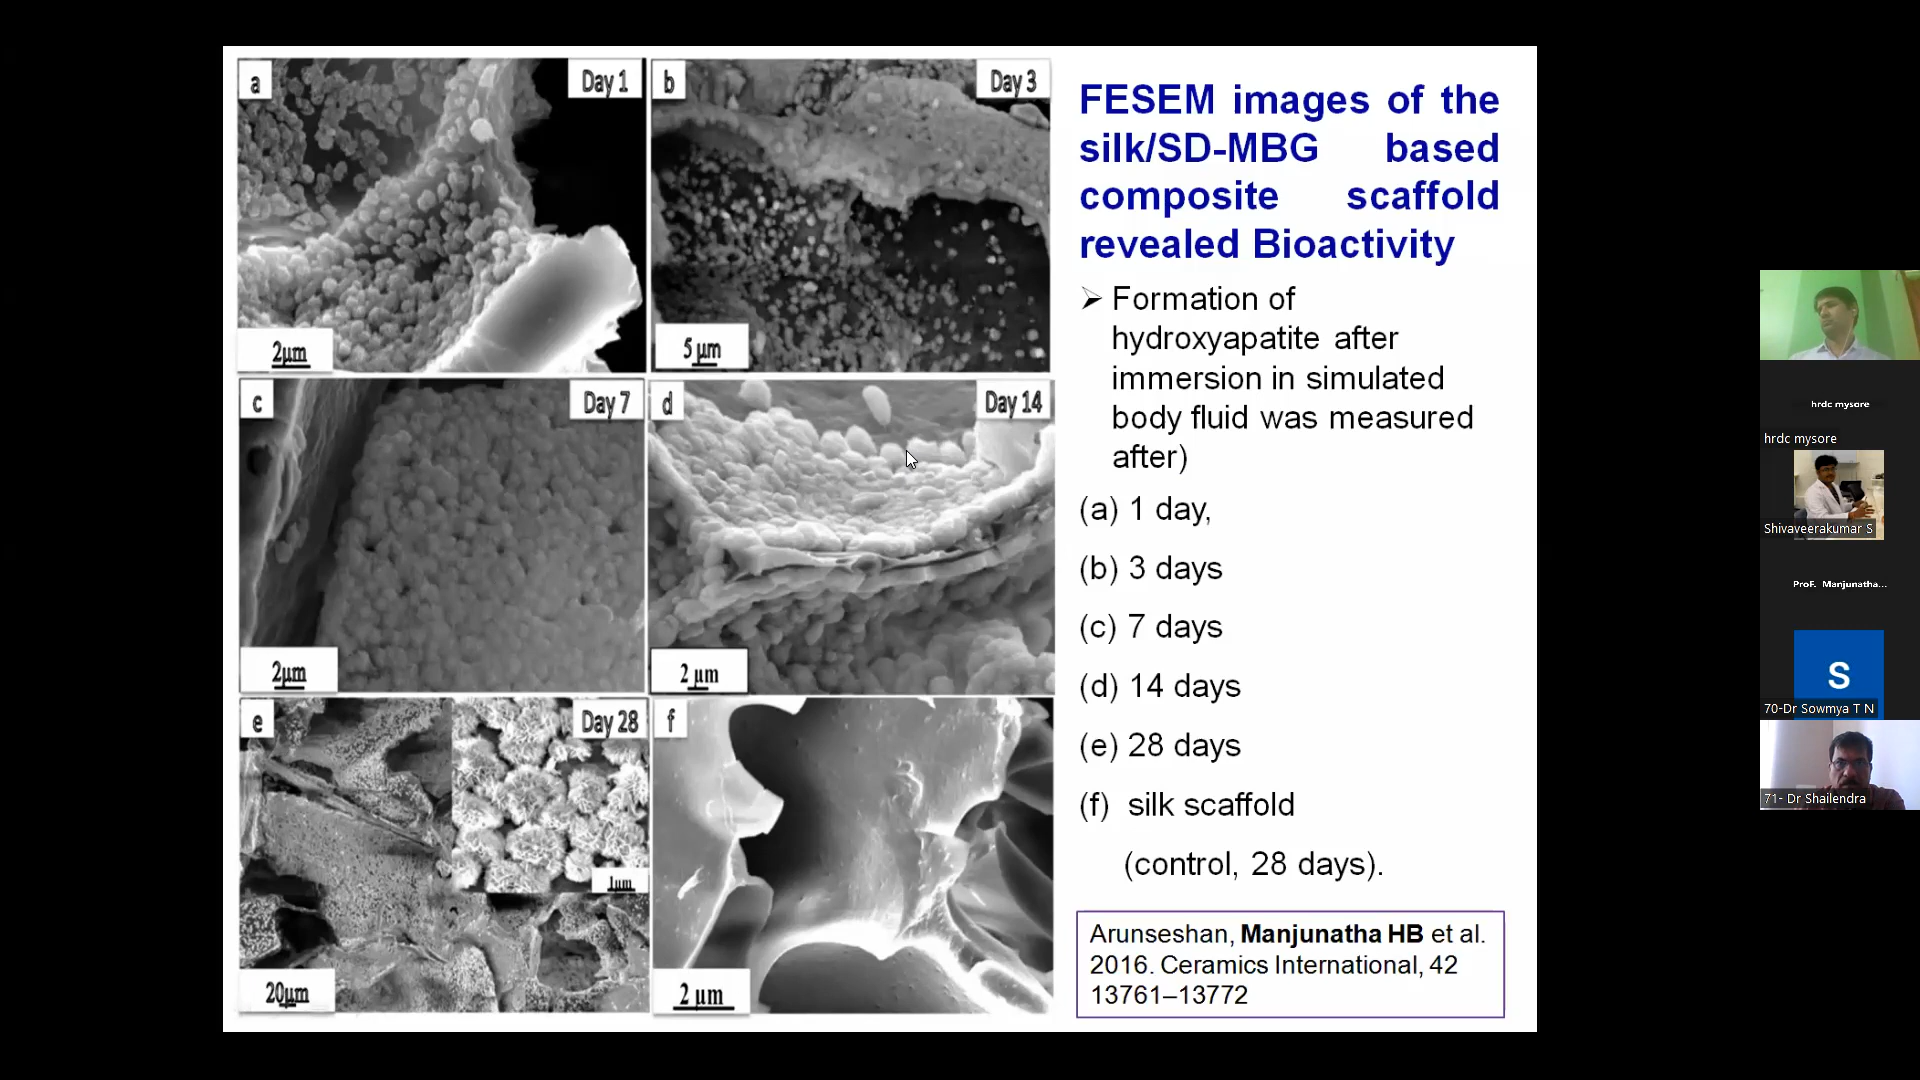 a
Day 1
2µm
b
Day 3
5 µm
c
Day 7
2µm
d
Day 14
2 µm
e
Day 28
1µm
20µm
f
2 µm
FESEM images of the
silk/SD-MBG based
composite scaffold
revealed Bioactivity
➢ Formation of
hydroxyapatite after
immersion in simulated
body fluid was measured
after)
(a) 1 day,
(b) 3 days
(c) 7 days
(d) 14 days
(e) 28 days
(f) silk scaffold
(control, 28 days).
Arunseshan, Manjunatha HB et al.
2016. Ceramics International, 42
13761–13772
hrdc mysore
hrdc mysore
Shivaveerakumar S
ProF. Manjunatha...
S
70-Dr Sowmya T N
71- Dr Shailendra